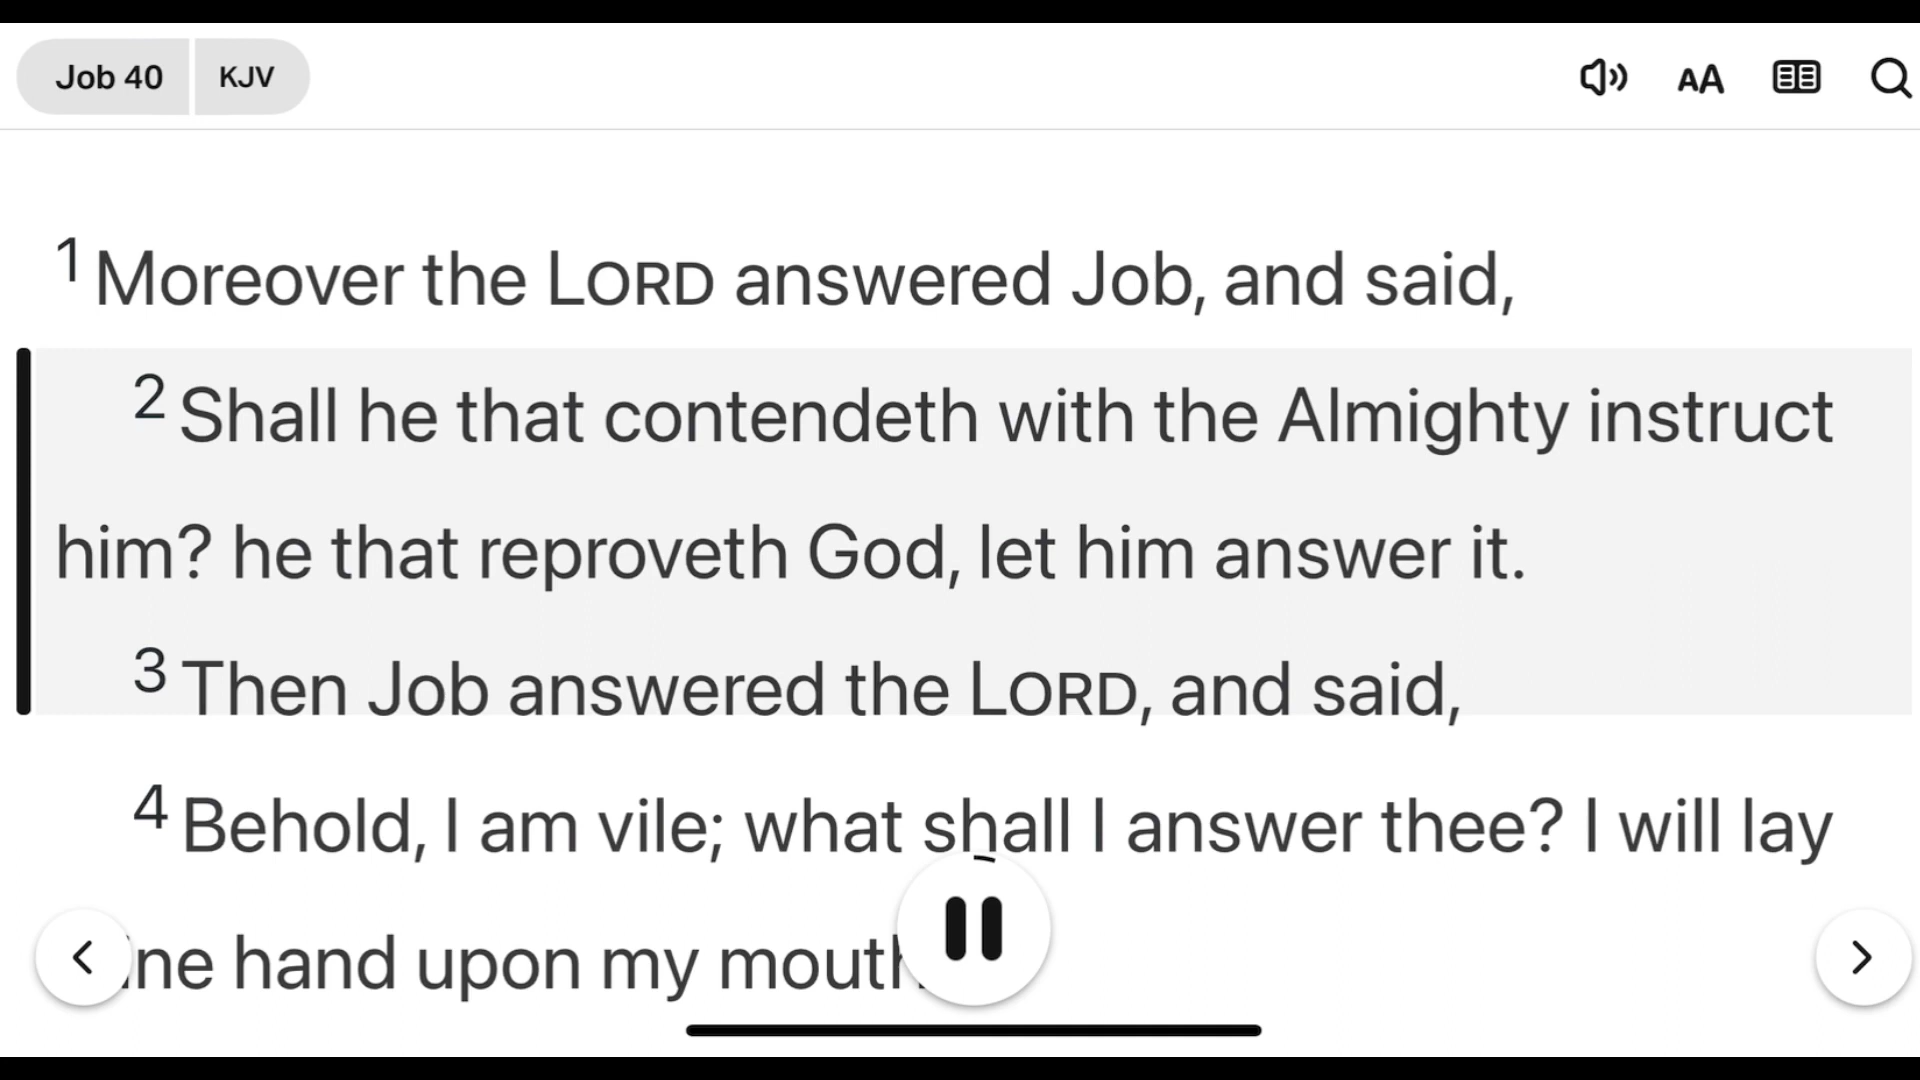 Job 40 KJV AA
1 Moreover the LORD answered Job, and said,
2 Shall he that contendeth with the Almighty instruct
him? he that reproveth God, let him answer it.
3 Then Job answered the LORD, and said,
4 Behold, I am vile; what shall I answer thee? I will lay
hand upon my